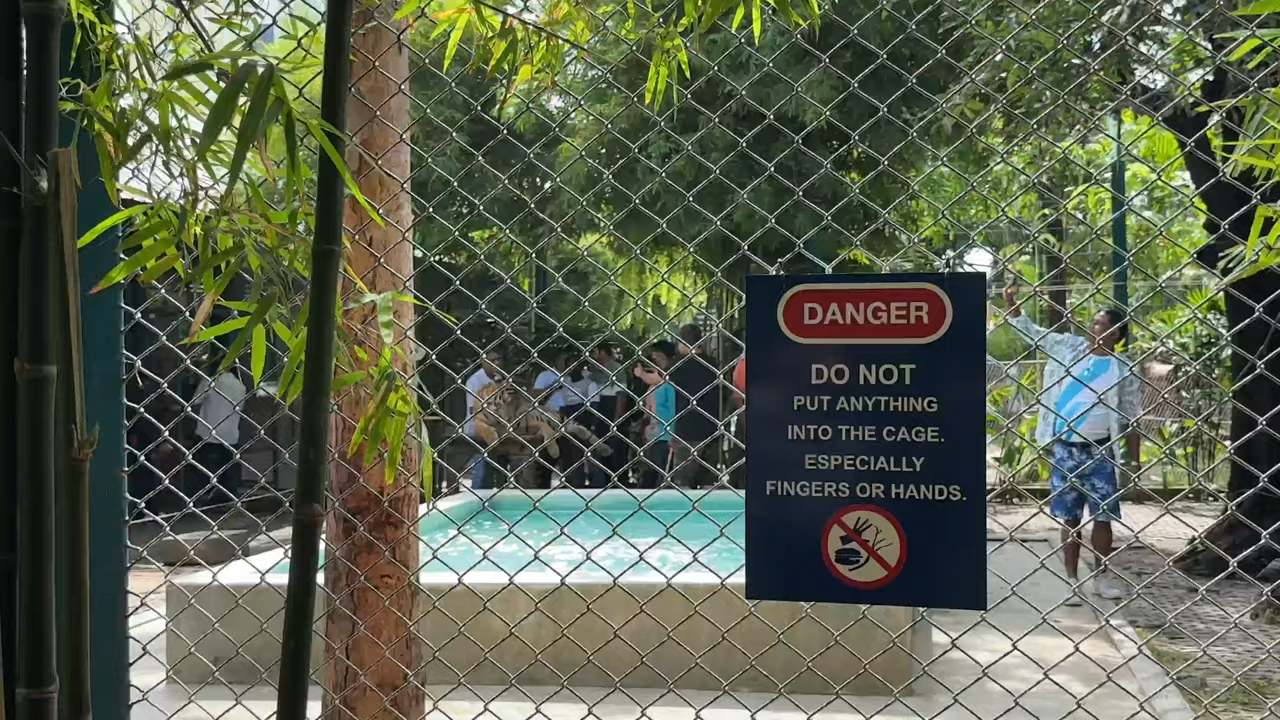 DANGER
DO NOT
PUT ANYTHING
INTO THE CAGE.
ESPECIALLY
FINGERS OR HANDS.